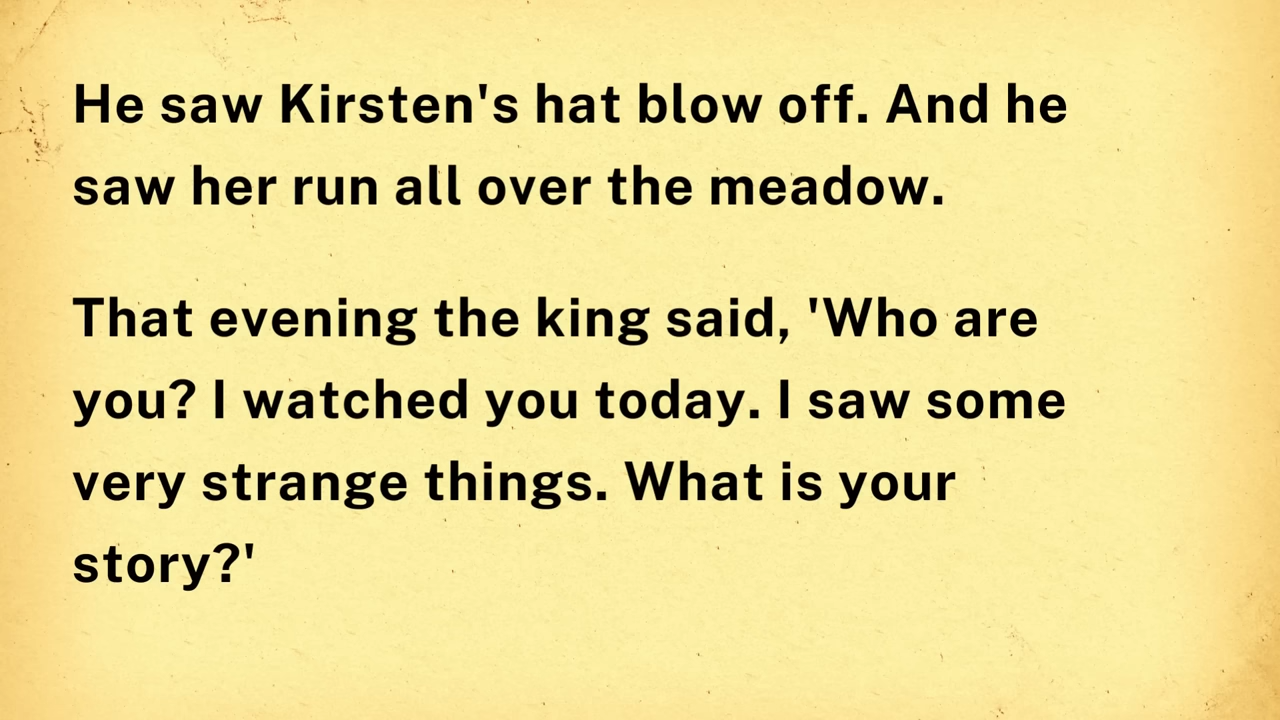 He saw Kirsten's hat blow off. And he
saw her run all over the meadow.
That evening the king said, 'Who are
you? I watched you today. I saw some
very strange things. What is your
story?'